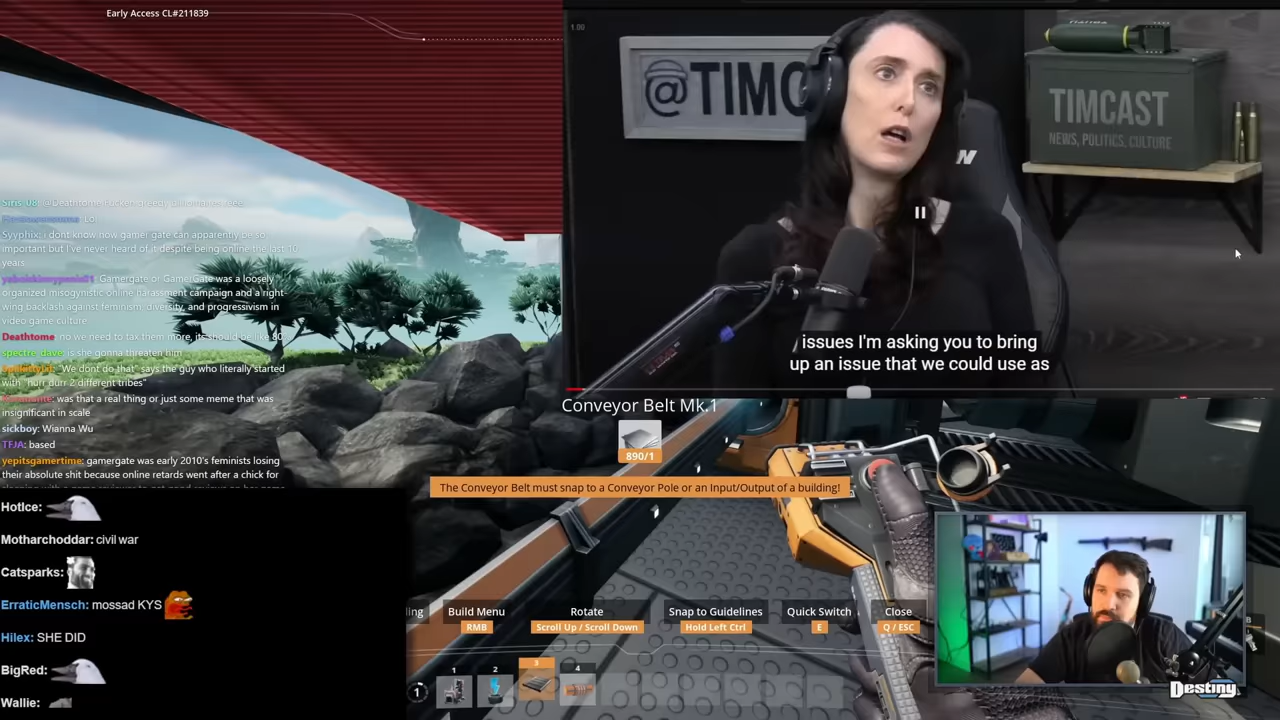 Early Access CL#211839
1.00
@TIMC
TIMCAST
NEWS, POLITICS, CULTURE
issues I'm asking you to bring
up an issue that we could use as
Siris_08: @Deathtome
Lol
Syyphix: i dont know how gamer gate can apparently be so
important but I've never heard of it despite being online the last 10
years
Gamergate or GamerGate was a loosely
organized misogynistic online harassment campaign and a right-
wing backlash against feminism, diversity, and progressivism in
video game culture
Deathtome: no we need to tax them more, its should be like 80
spectre_dave: is she gonna threaten him
"We dont do that" says the guy who literally started
with "hurr durr 2 different tribes"
was that a real thing or just some meme that was
insignificant in scale
sickboy: Wianna Wu
TFJA: based
yepitsgamertime: gamergate was early 2010's feminists losing
their absolute shit because online retards went after a chick for
HotIce:
Motharchoddar: civil war
Catsparks:
ErraticMensch: mossad KYS
Hilex: SHE DID
BigRed:
Wallie:
Conveyor Belt Mk.1
890/1
The Conveyor Belt must snap to a Conveyor Pole or an Input/Output of a building!
ling
Build Menu
Rotate
Snap to Guidelines
Quick Switch
Close
RMB
Scroll Up / Scroll Down
Hold Left Ctrl
E
Q / ESC
1
1
2
3
4
Destiny